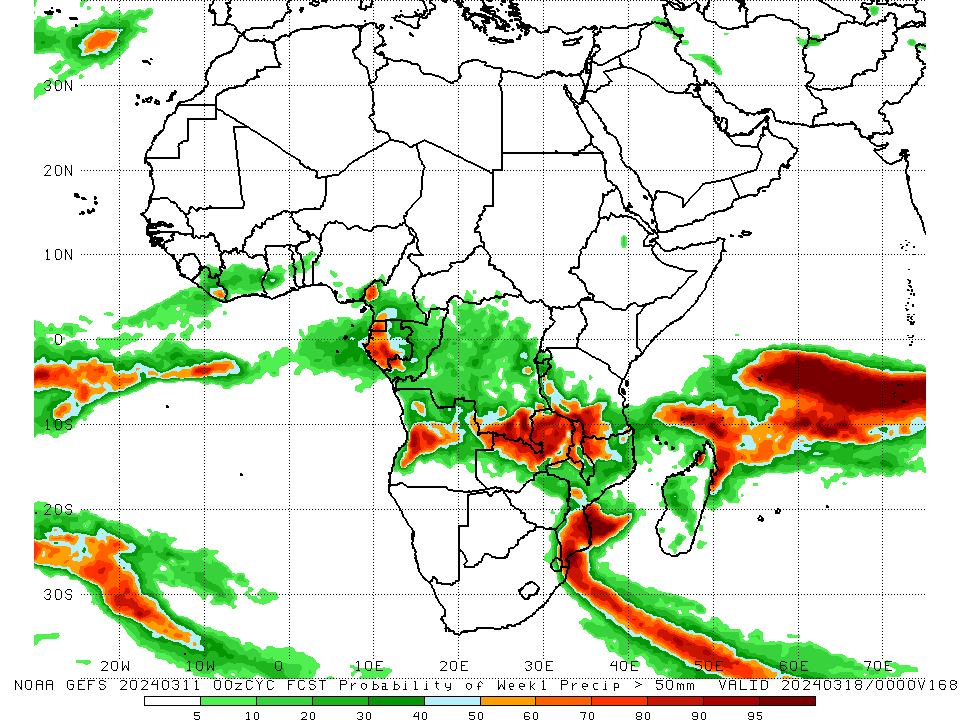 30N
20N
10N
0
10S
20S
30S
20W 10W 0 10E 20E 30E 40E 50E 60E 70E
NOAA GEFS 20240311 00zCYC FCST Probability of Week1 Precip > 50mm VALID 20240318/0000V168
5 10 20 30 40 50 60 70 80 90 95